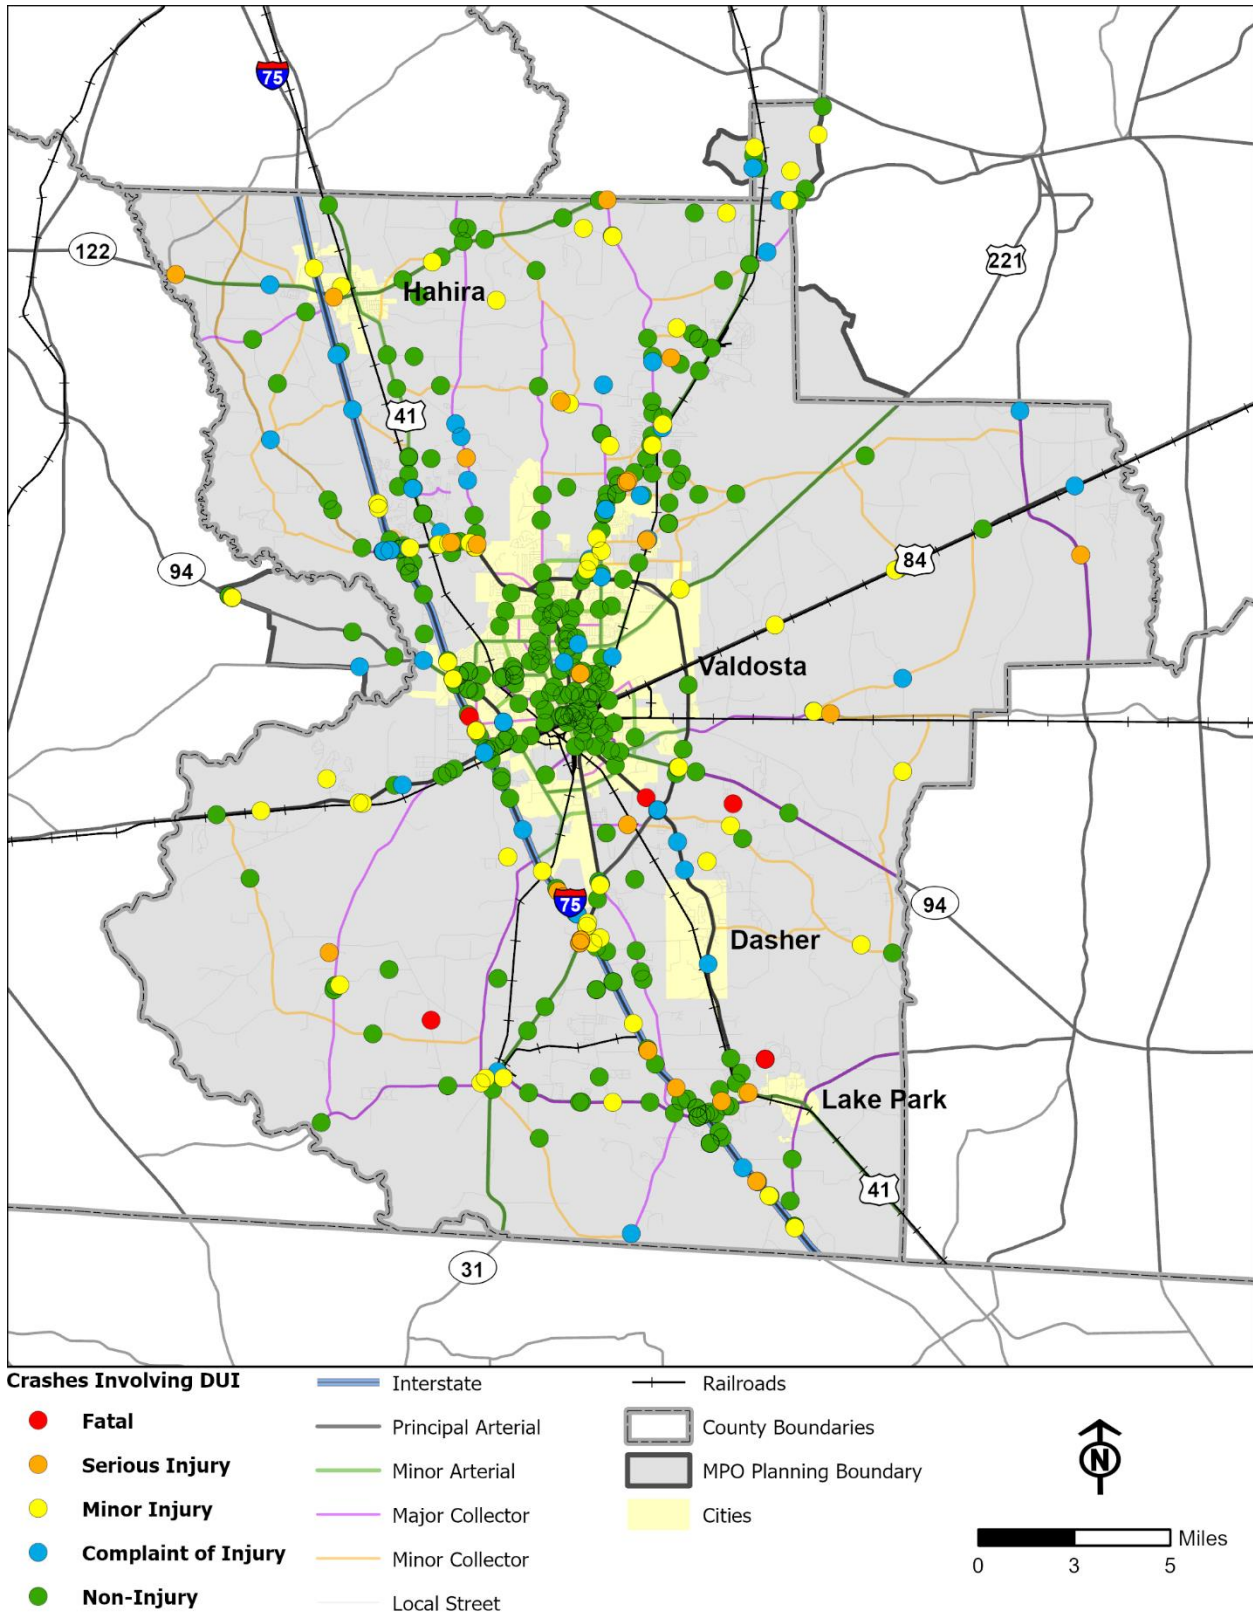 75
122
Hahira
221
41
94
84
Valdosta
75
94
Dasher
Lake Park
41
31
Crashes Involving DUI
Fatal
Serious Injury
Minor Injury
Complaint of Injury
Non-Injury
Interstate
Principal Arterial
Minor Arterial
Major Collector
Minor Collector
Local Street
Railroads
County Boundaries
MPO Planning Boundary
Cities
N
Miles
0 3 5